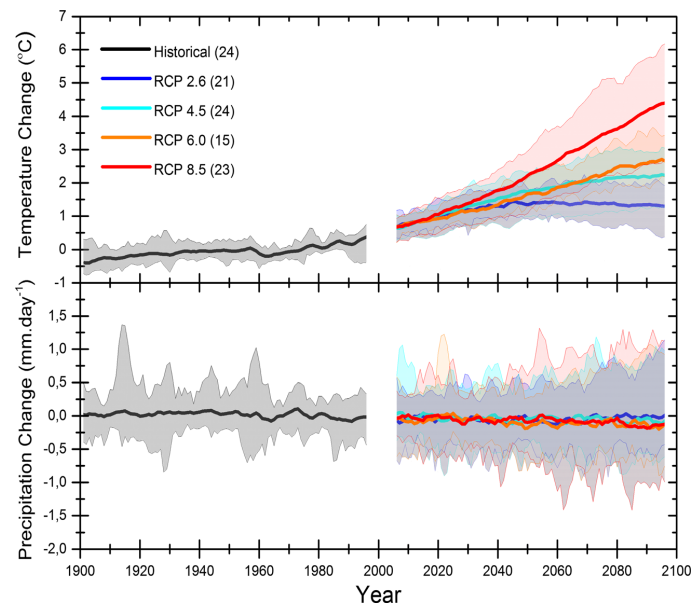 7
6
5
4
3
2
1
0
-1
Temperature Change (°C)
Historical (24)
RCP 2.6 (21)
RCP 4.5 (24)
RCP 6.0 (15)
RCP 8.5 (23)
1,5
1,0
0,5
0,0
-0,5
-1,0
-1,5
-2,0
Precipitation Change (mm.day⁻¹)
1900 1920 1940 1960 1980 2000 2020 2040 2060 2080 2100
Year